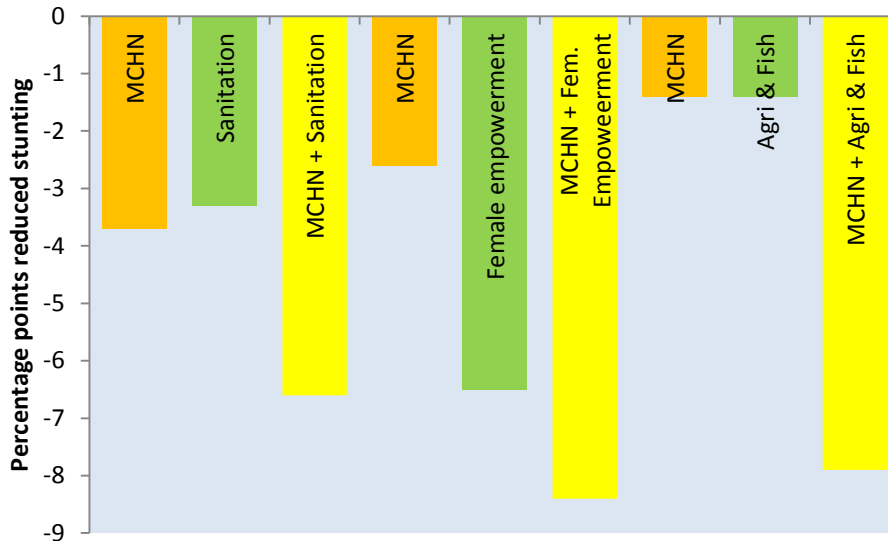 Percentage points reduced stunting
0
-1
-2
-3
-4
-5
-6
-7
-8
-9
MCHN
Sanitation
MCHN + Sanitation
MCHN
Female empowerment
MCHN + Fem.
Empoweerment
MCHN
Agri & Fish
MCHN + Agri & Fish